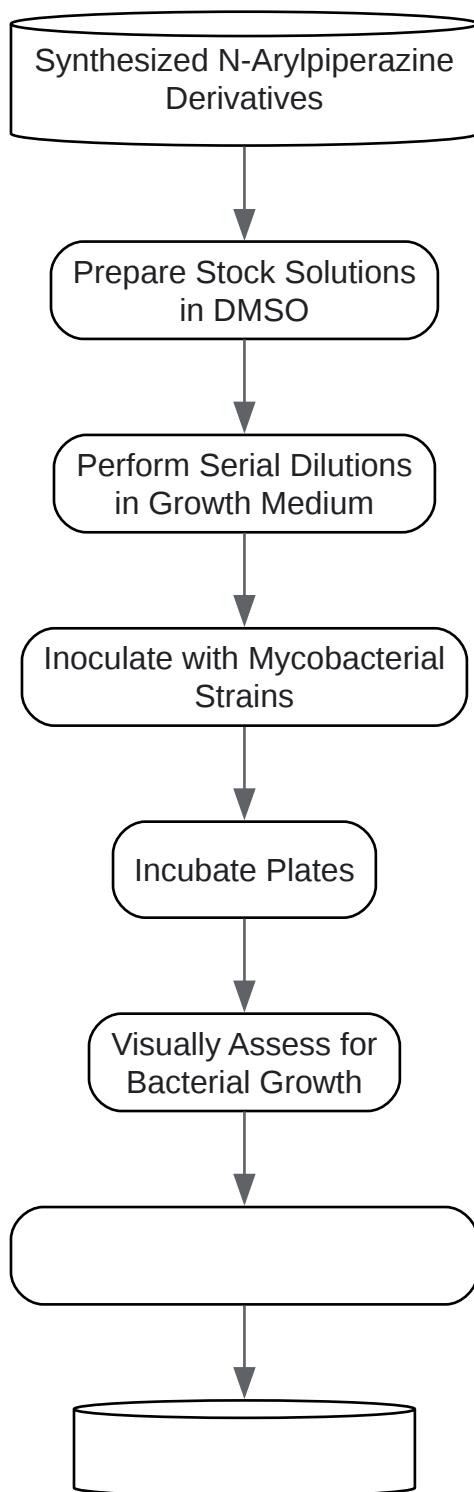 Synthesized N-Arylpiperazine
Derivatives
Prepare Stock Solutions
in DMSO
Perform Serial Dilutions
in Growth Medium
Inoculate with Mycobacterial
Strains
Incubate Plates
Visually Assess for
Bacterial Growth